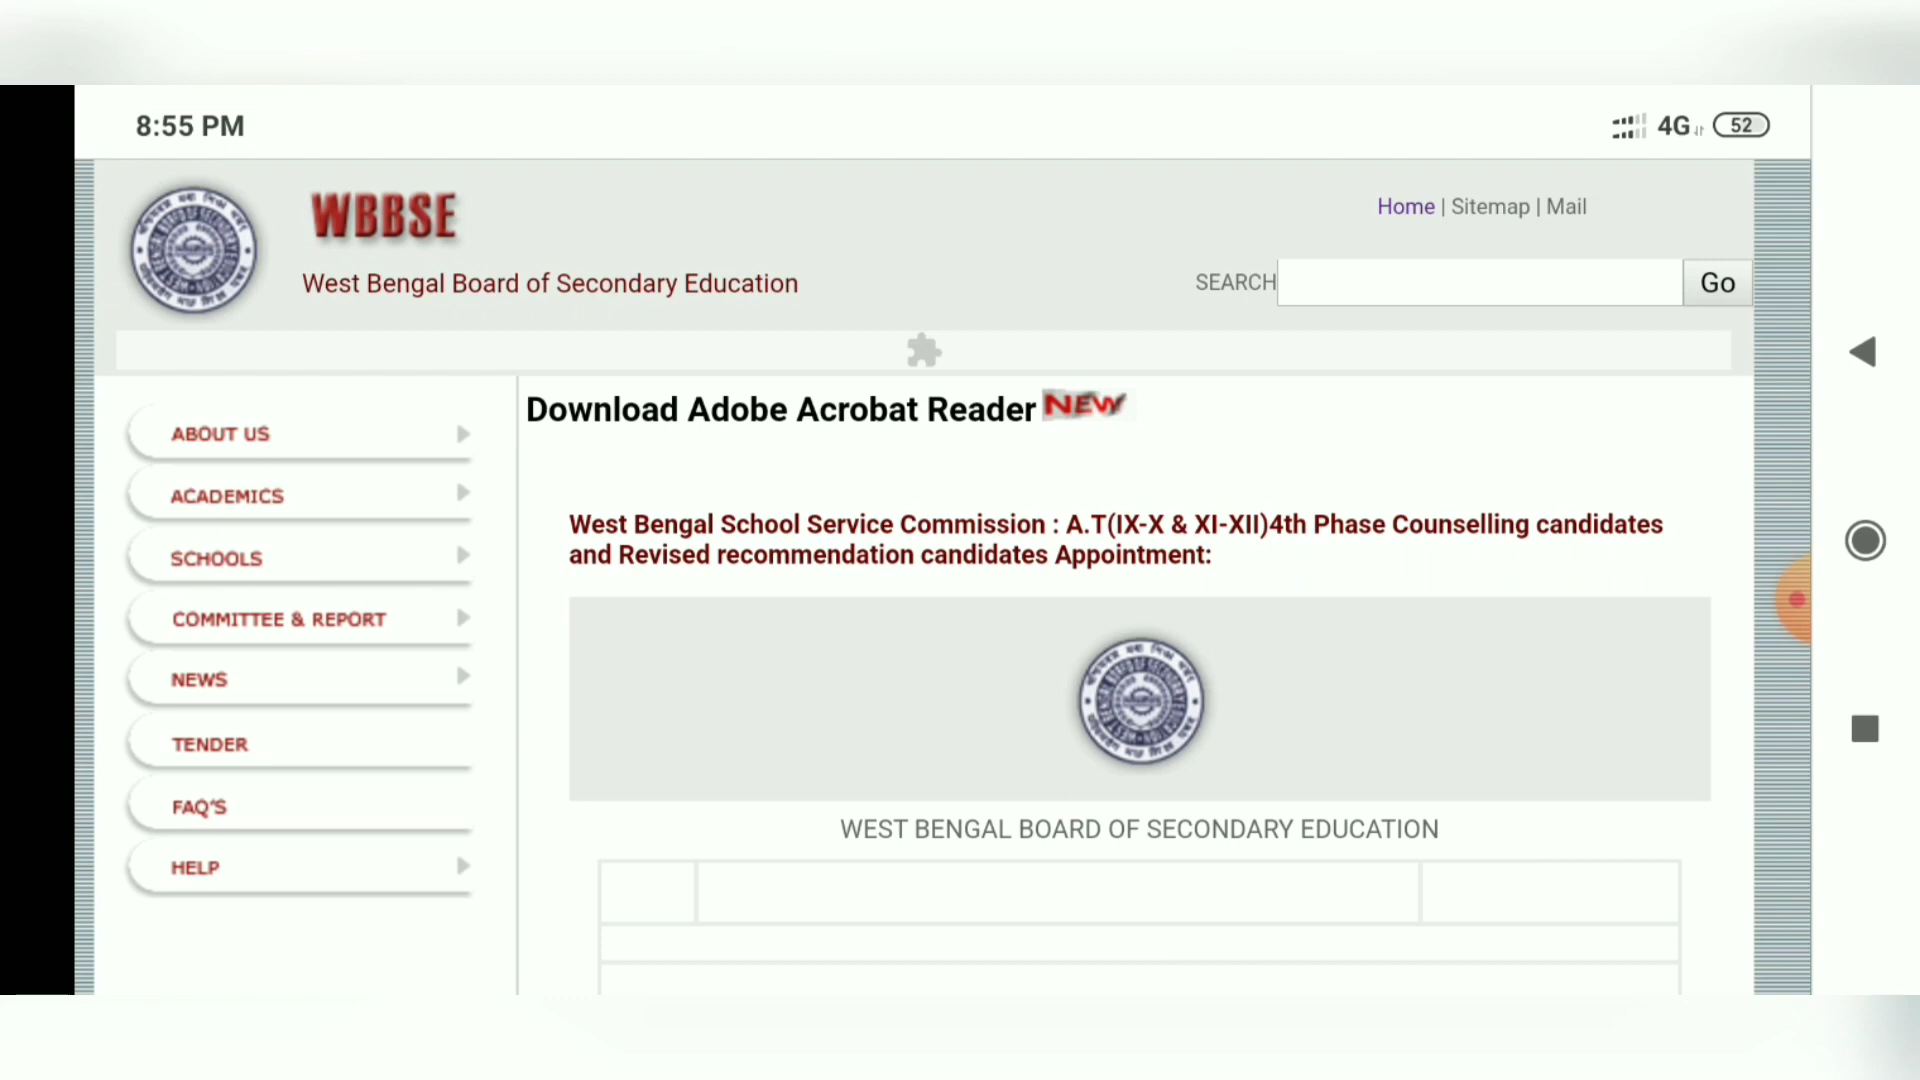 8:55 PM
4G
52
WBBSE
Home | Sitemap | Mail
West Bengal Board of Secondary Education
SEARCH
Go
Download Adobe Acrobat Reader NEW
ABOUT US
ACADEMICS
SCHOOLS
COMMITTEE & REPORT
NEWS
TENDER
FAQ'S
HELP
West Bengal School Service Commission : A.T(IX-X & XI-XII)4th Phase Counselling candidates
and Revised recommendation candidates Appointment:
WEST BENGAL BOARD OF SECONDARY EDUCATION